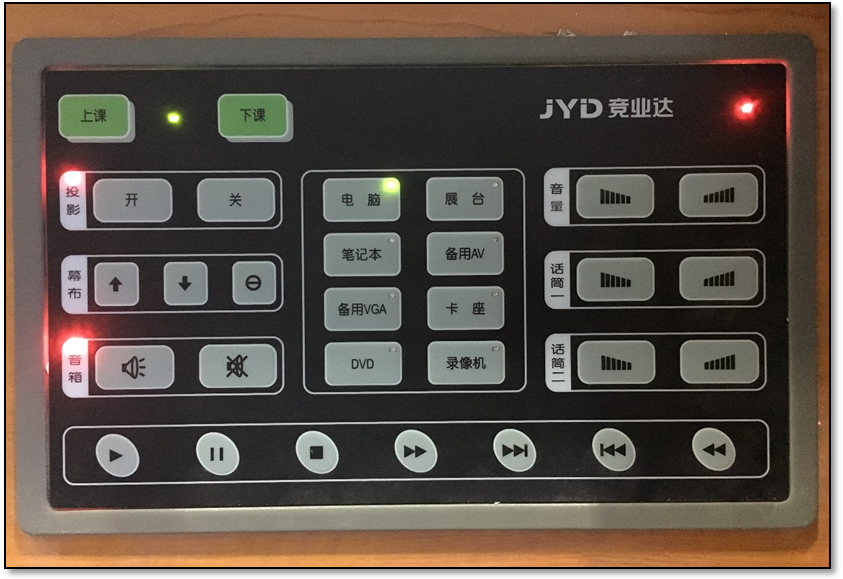 上课
下课
JYD 竞业达
投影
开
关
电脑
展台
音量
笔记本
备用AV
幕布
话筒一
备用VGA
卡座
音箱
DVD
录像机
话筒二